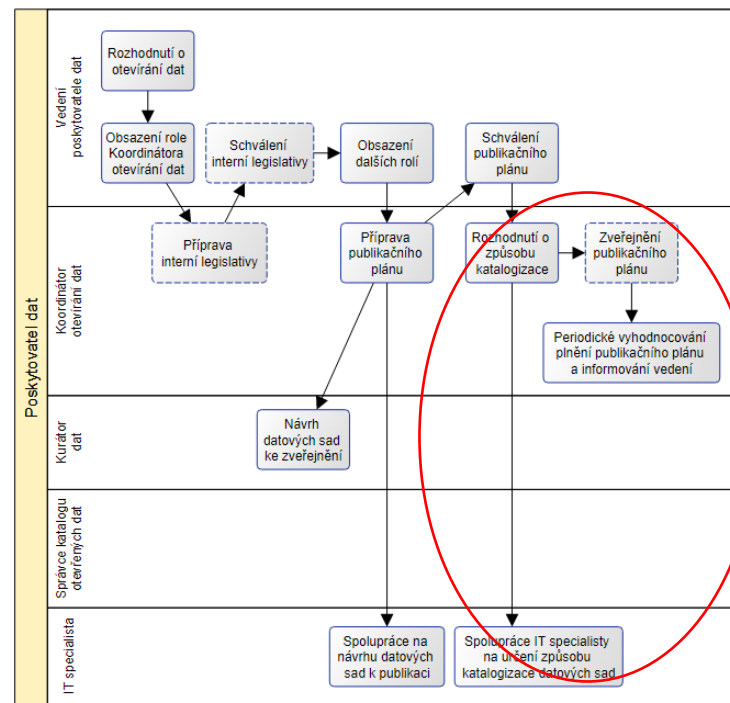 Poskytovatel dat
Vedení
poskytovatele dat
Rozhodnutí o
otevírání dat
Obsazení role
Koordinátora
otevírání dat
Schválení
interní legislativy
Obsazení
dalších rolí
Schválení
publikačního
plánu
Koordinátor
otevírání dat
Příprava
interní legislativy
Příprava
publikačního
plánu
Rozhodnutí o
způsobu
katalogizace
Zveřejnění
publikačního
plánu
Periodické vyhodnocování
plnění publikačního plánu
a informování vedení
Kurátor
dat
Návrh
datových sad
ke zveřejnění
Správce katalogu
otevřených dat
IT specialista
Spolupráce na
návrhu datových
sad k publikaci
Spolupráce IT specialisty
na určení způsobu
katalogizace datových sad